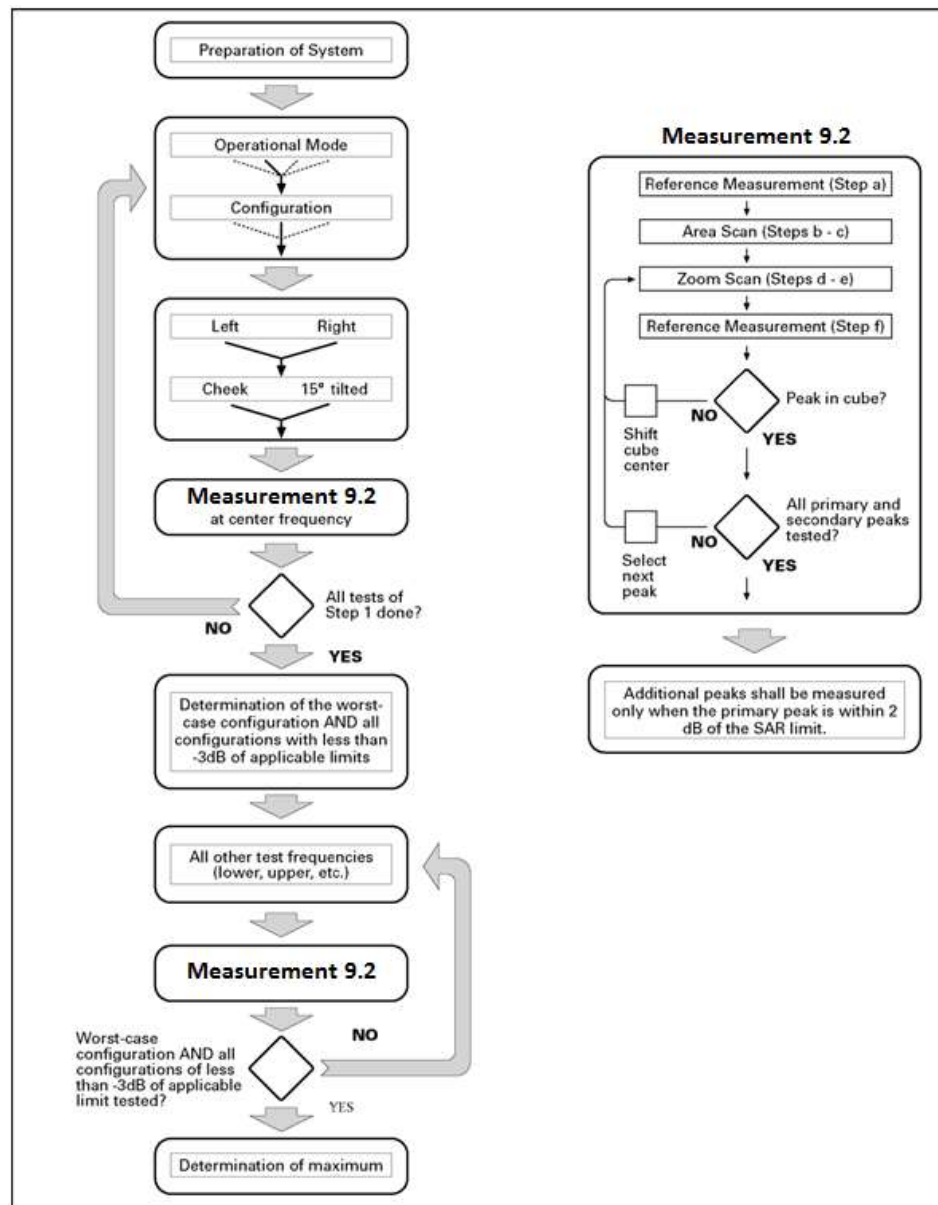 Preparation of System
Operational Mode
Configuration
Left Right
Cheek 15° tilted
Measurement 9.2
at center frequency
All tests of
Step 1 done?
NO
YES
Determination of the worst-
case configuration AND all
configurations with less than
-3dB of applicable limits
All other test frequencies
(lower, upper, etc.)
Measurement 9.2
NO
Worst-case
configuration AND all
configurations of less
than -3dB of applicable
limit tested?
YES
Determination of maximum
Measurement 9.2
Reference Measurement (Step a)
Area Scan (Steps b - c)
Zoom Scan (Steps d - e)
Reference Measurement (Step f)
Peak in cube?
NO
YES
Shift
cube
center
All primary and
secondary peaks
tested?
NO
YES
Select
next
peak
Additional peaks shall be measured
only when the primary peak is within 2
dB of the SAR limit.